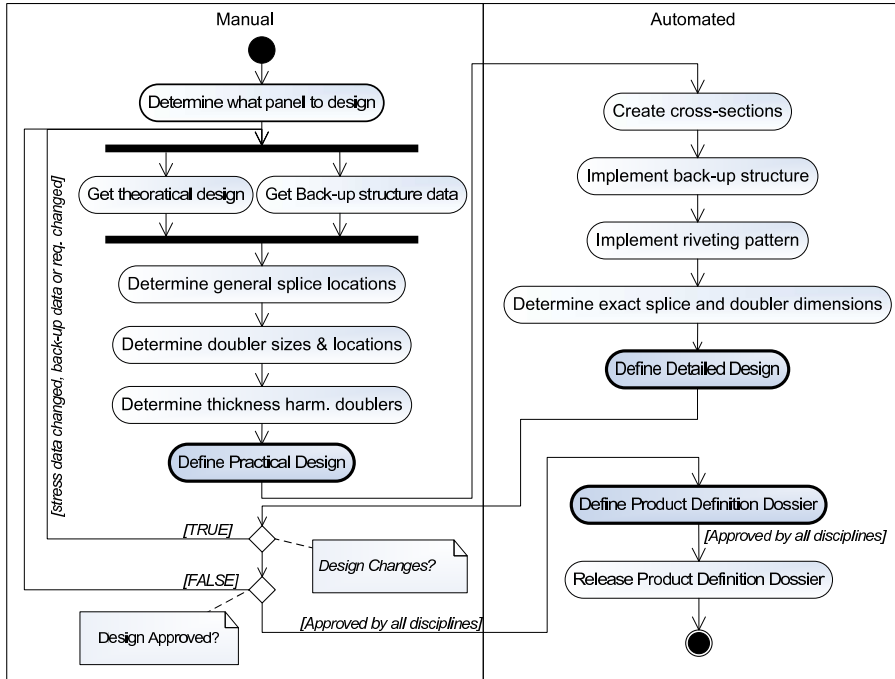 Manual
Automated
Determine what panel to design
Get theoratical design
Get Back-up structure data
Determine general splice locations
Determine doubler sizes & locations
Determine thickness harm. doublers
Define Practical Design
[stress data changed, back-up data or req. changed]
[TRUE]
Design Changes?
[FALSE]
Design Approved?
[Approved by all disciplines]
Create cross-sections
Implement back-up structure
Implement riveting pattern
Determine exact splice and doubler dimensions
Define Detailed Design
Define Product Definition Dossier
[Approved by all disciplines]
Release Product Definition Dossier